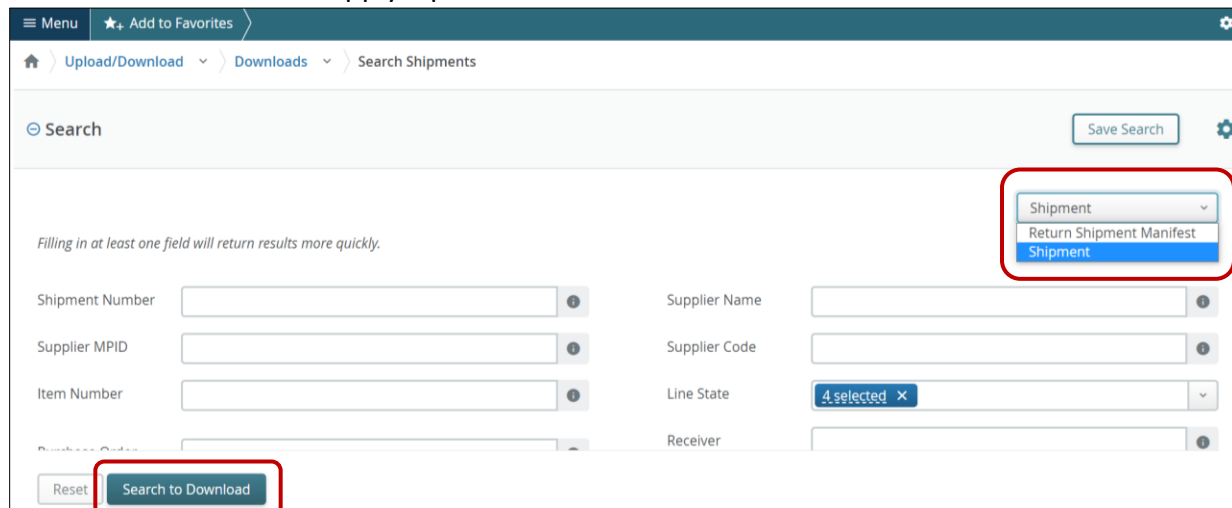 Menu Add to Favorites
Upload/Download Downloads Search Shipments
Search Save Search
Shipment
Filling in at least one field will return results more quickly.
Return Shipment Manifest
Shipment
Shipment Number Supplier Name
Supplier MPID Supplier Code
Item Number Line State 4 selected ×
Receiver
Reset Search to Download